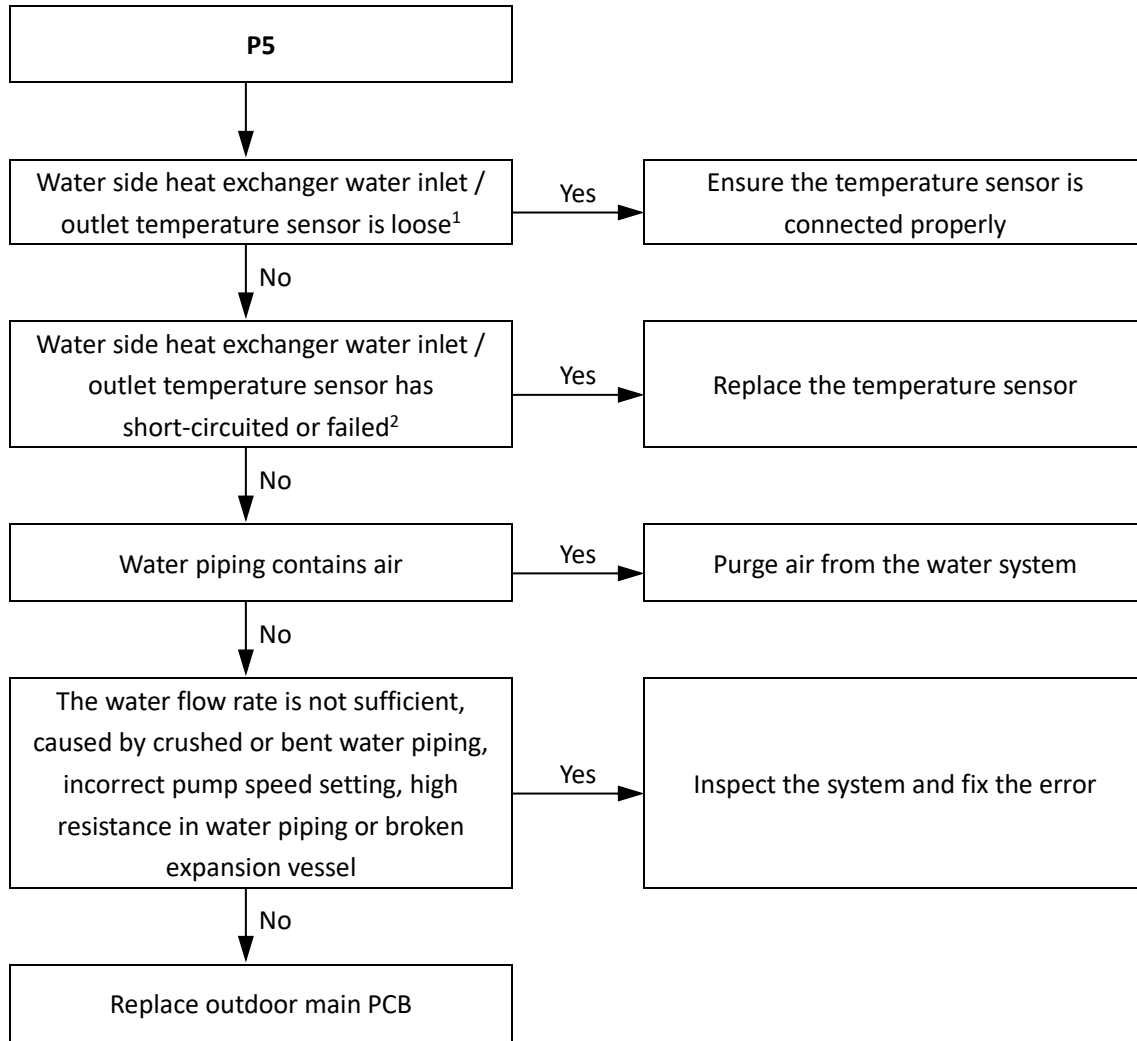 P5
Water side heat exchanger water inlet /
outlet temperature sensor is loose¹
Yes
Ensure the temperature sensor is
connected properly
No
Water side heat exchanger water inlet /
outlet temperature sensor has
short-circuited or failed²
Yes
Replace the temperature sensor
No
Water piping contains air
Yes
Purge air from the water system
No
The water flow rate is not sufficient,
caused by crushed or bent water piping,
incorrect pump speed setting, high
resistance in water piping or broken
expansion vessel
Yes
Inspect the system and fix the error
No
Replace outdoor main PCB